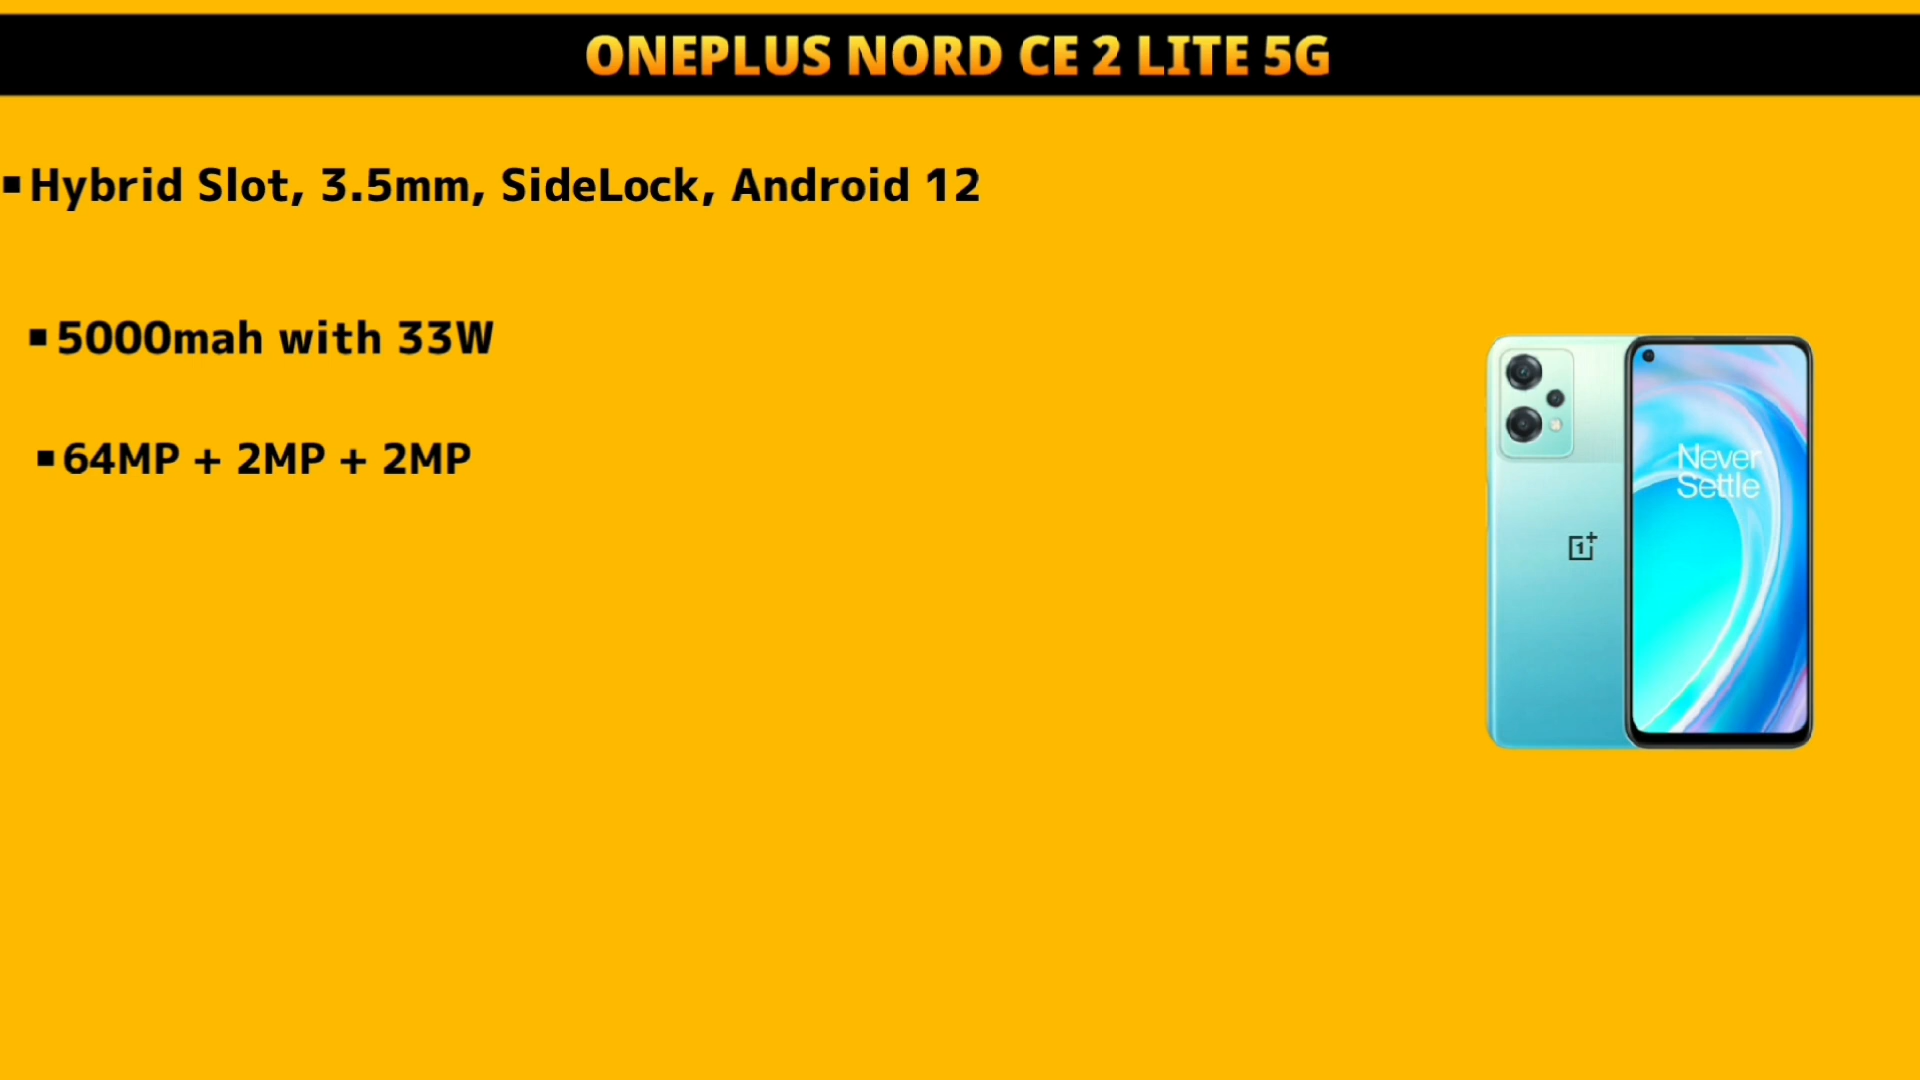 ONEPLUS NORD CE 2 LITE 5G
▪Hybrid Slot, 3.5mm, SideLock, Android 12
▪5000mah with 33W
▪64MP + 2MP + 2MP
Never
Settle
1+